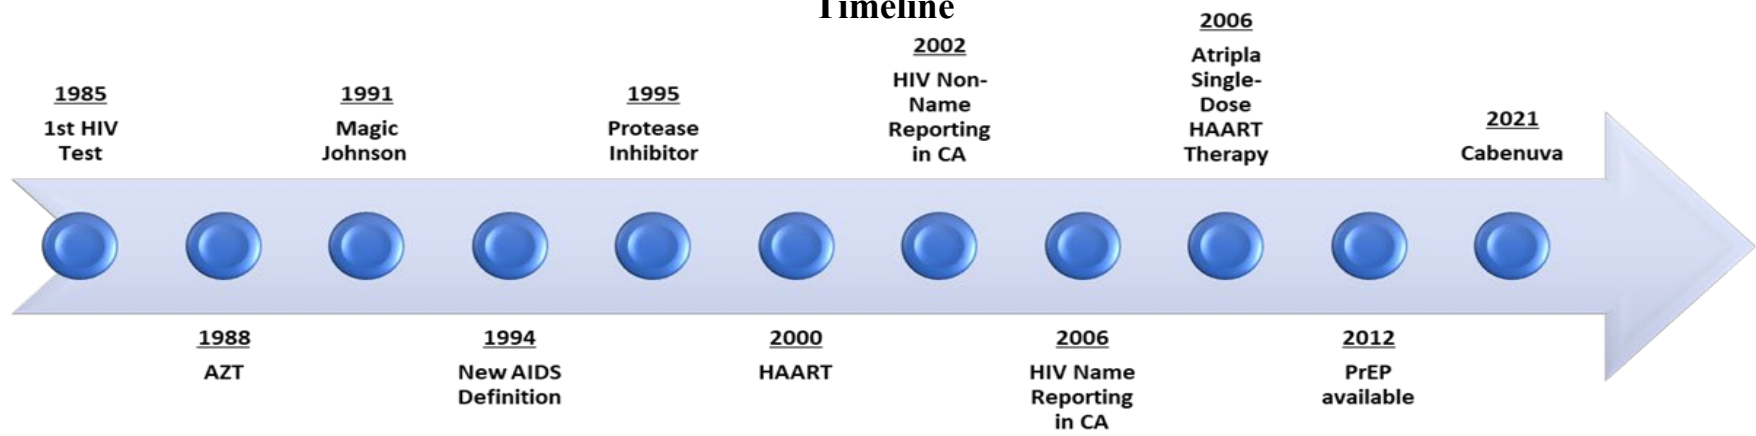 Timeline
1985
1st HIV
Test
1988
AZT
1991
Magic
Johnson
1994
New AIDS
Definition
1995
Protease
Inhibitor
2000
HAART
2002
HIV Non-
Name
Reporting
in CA
2006
HIV Name
Reporting
in CA
2006
Atripla
Single-
Dose
HAART
Therapy
2012
PrEP
available
2021
Cabenuva